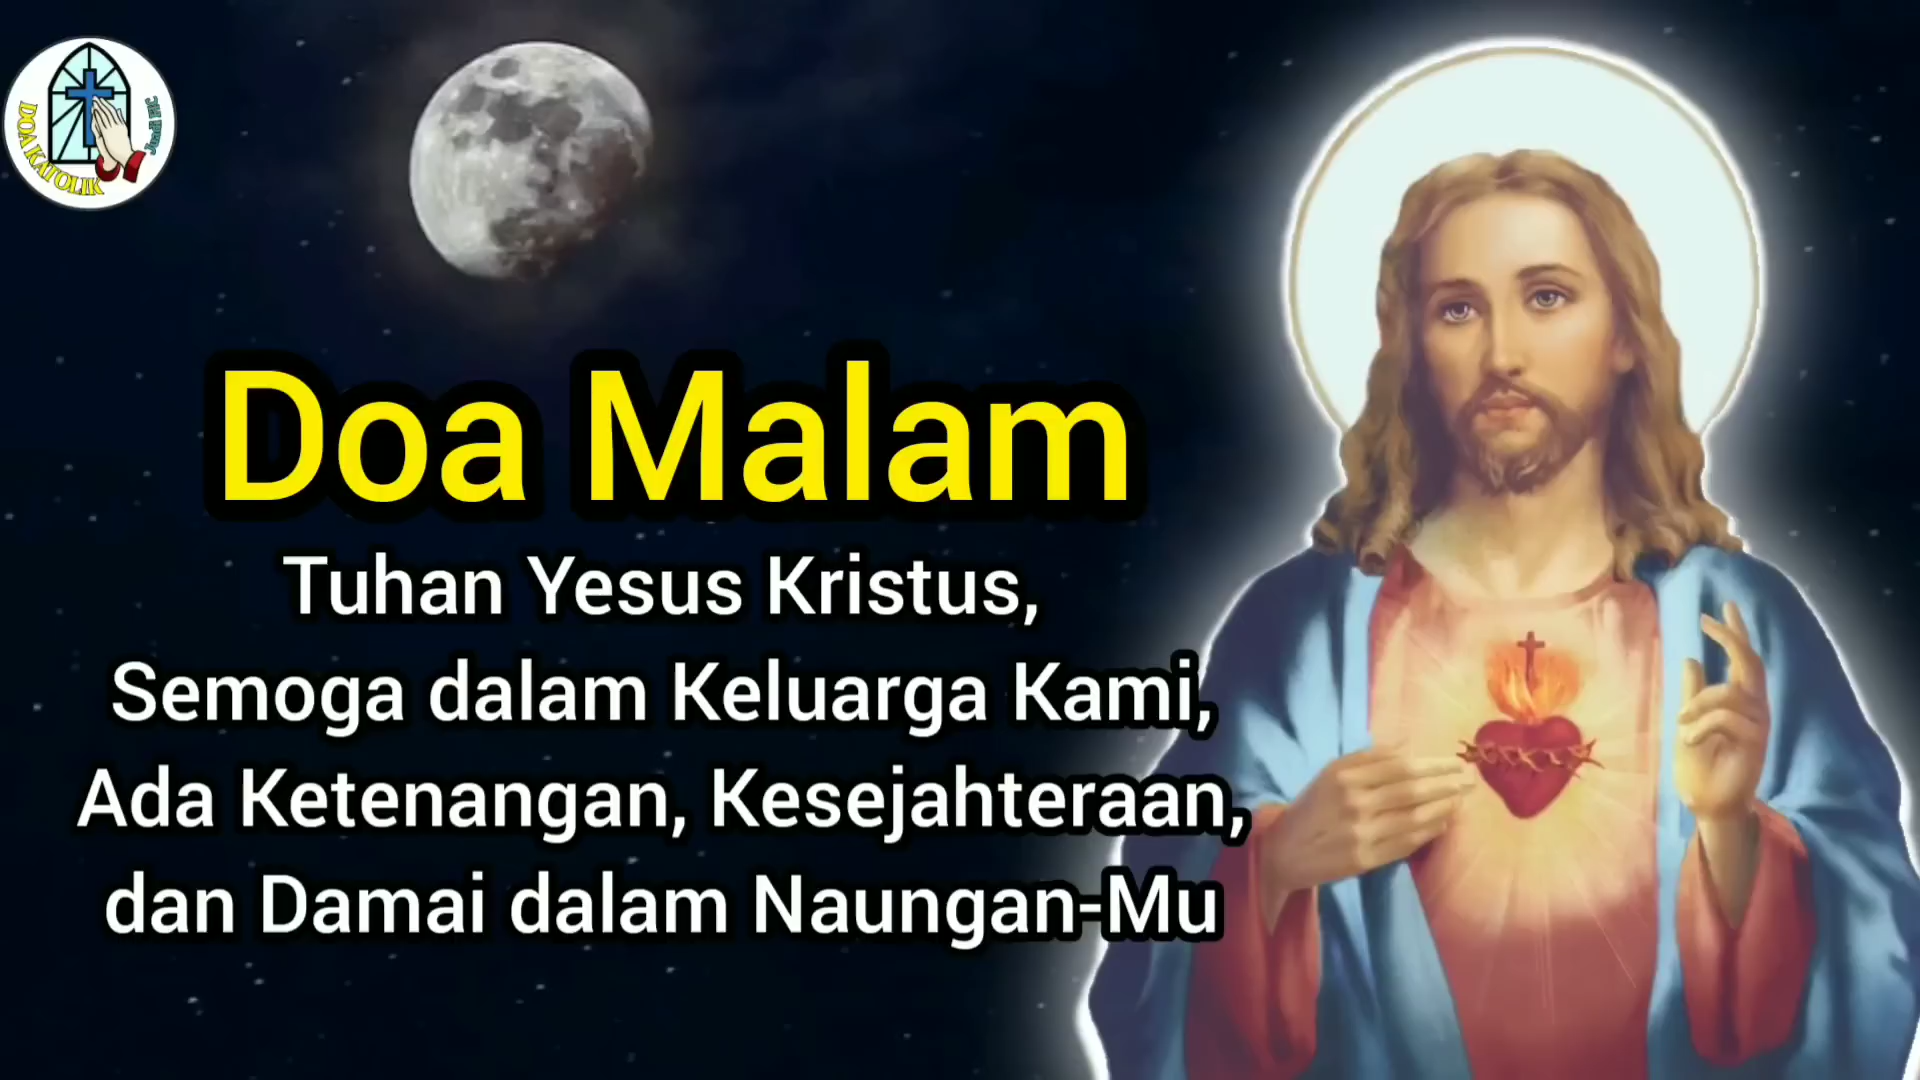 DOA KATOLIK
Doa Malam
Tuhan Yesus Kristus,
Semoga dalam Keluarga Kami,
Ada Ketenangan, Kesejahteraan,
dan Damai dalam Naungan-Mu